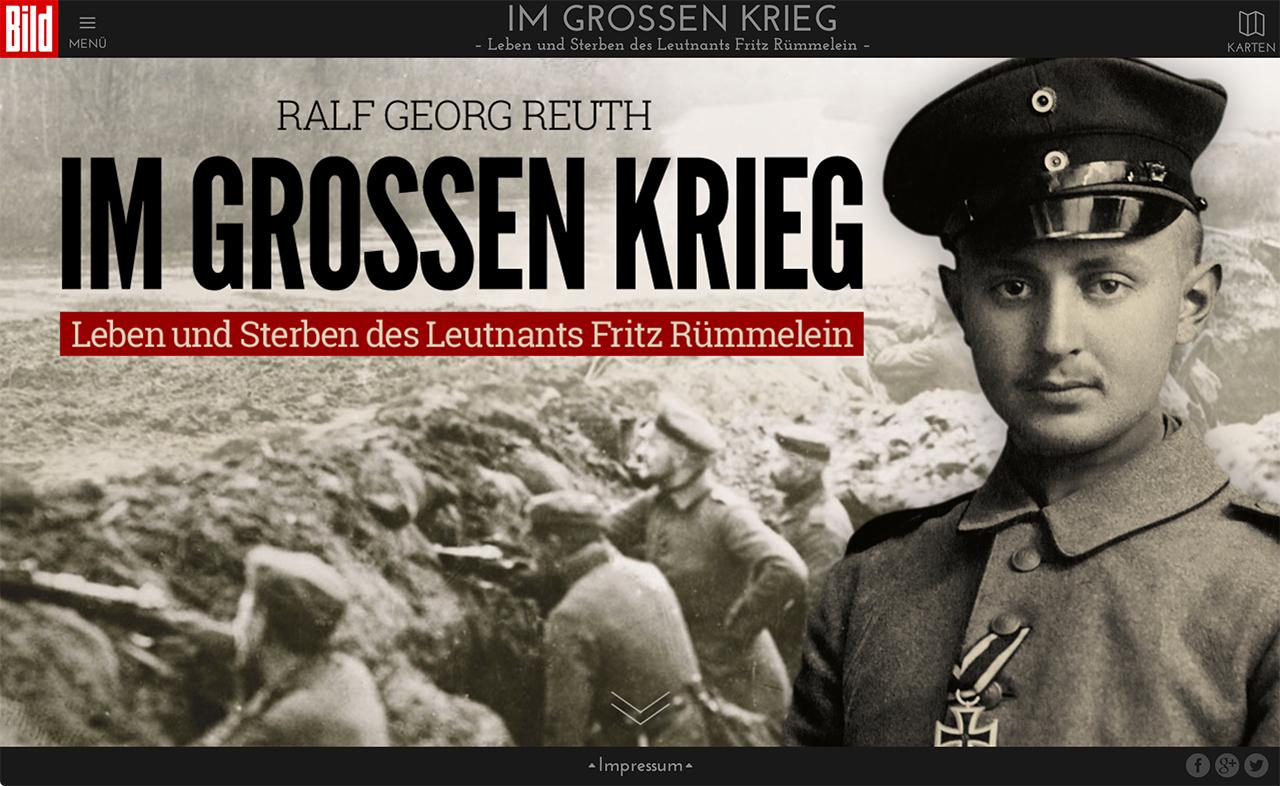 Bild
MENÜ
IM GROSSEN KRIEG
– Leben und Sterben des Leutnants Fritz Rümmelein –
KARTEN
RALF GEORG REUTH
IM GROSSEN KRIEG
Leben und Sterben des Leutnants Fritz Rümmelein
Impressum